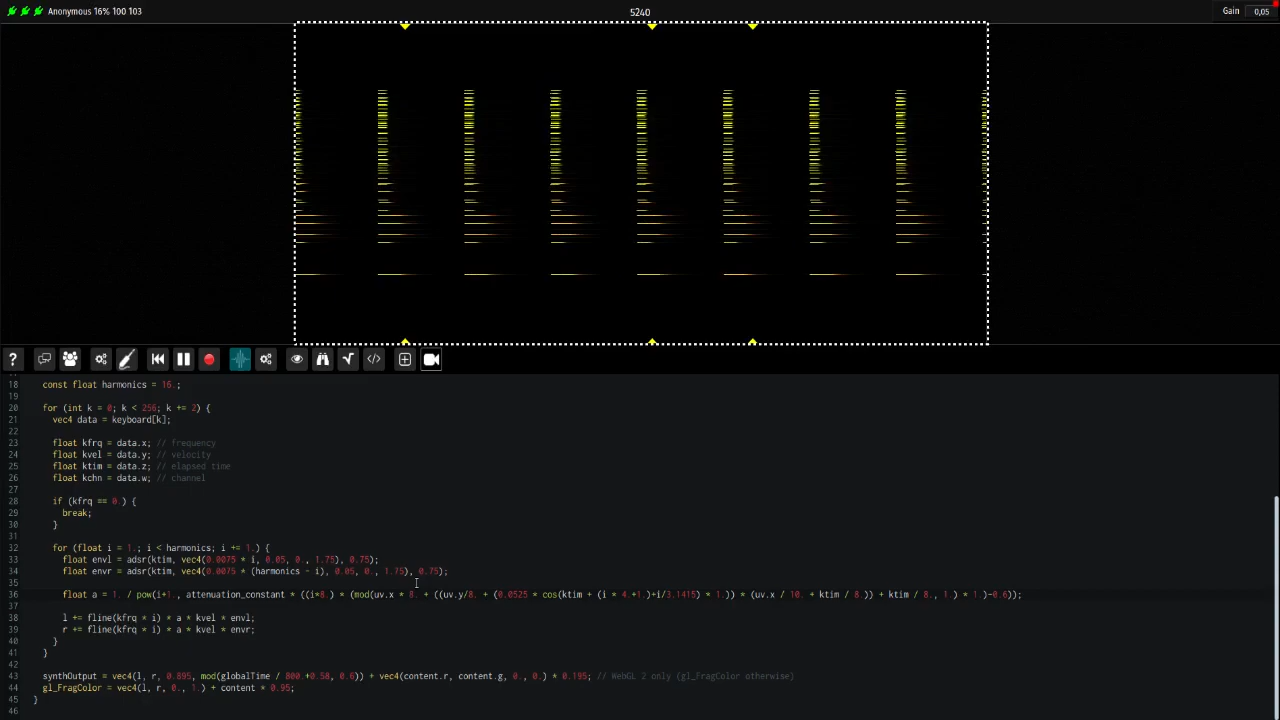 Anonymous 16% 100 103
5240
Gain 0,05
?
18 const float harmonics = 16.;
19
20 for (int k = 0; k < 256; k += 2) {
21 vec4 data = keyboard[k];
22
23 float kfrq = data.x; // frequency
24 float kvel = data.y; // velocity
25 float ktim = data.z; // elapsed time
26 float kchn = data.w; // channel
27
28 if (kfrq == 0.) {
29 break;
30 }
31
32 for (float i = 1.; i < harmonics; i += 1.) {
33 float envl = adsr(ktim, vec4(0.0075 * i, 0.05, 0., 1.75), 0.75);
34 float envr = adsr(ktim, vec4(0.0075 * (harmonics - i), 0.05, 0., 1.75), 0.75);
35
36 float a = 1. / pow(i+1., attenuation_constant * ((i*8.) * (mod(uv.x * 8. + ((uv.y/8. + (0.0525 * cos(ktim + (i * 4.+1.)+i/3.1415) * 1.)) * (uv.x / 10. + ktim / 8.)) + ktim / 8., 1.) * 1.)-0.6));
37
38 l += fline(kfrq * i) * a * kvel * envl;
39 r += fline(kfrq * i) * a * kvel * envr;
40 }
41 }
42
43 synthOutput = vec4(l, r, 0.895, mod(globalTime / 800.+0.58, 0.6)) + vec4(content.r, content.g, 0., 0.) * 0.195; // WebGL 2 only (gl_FragColor otherwise)
44 gl_FragColor = vec4(l, r, 0., 1.) + content * 0.95;
45 }
46